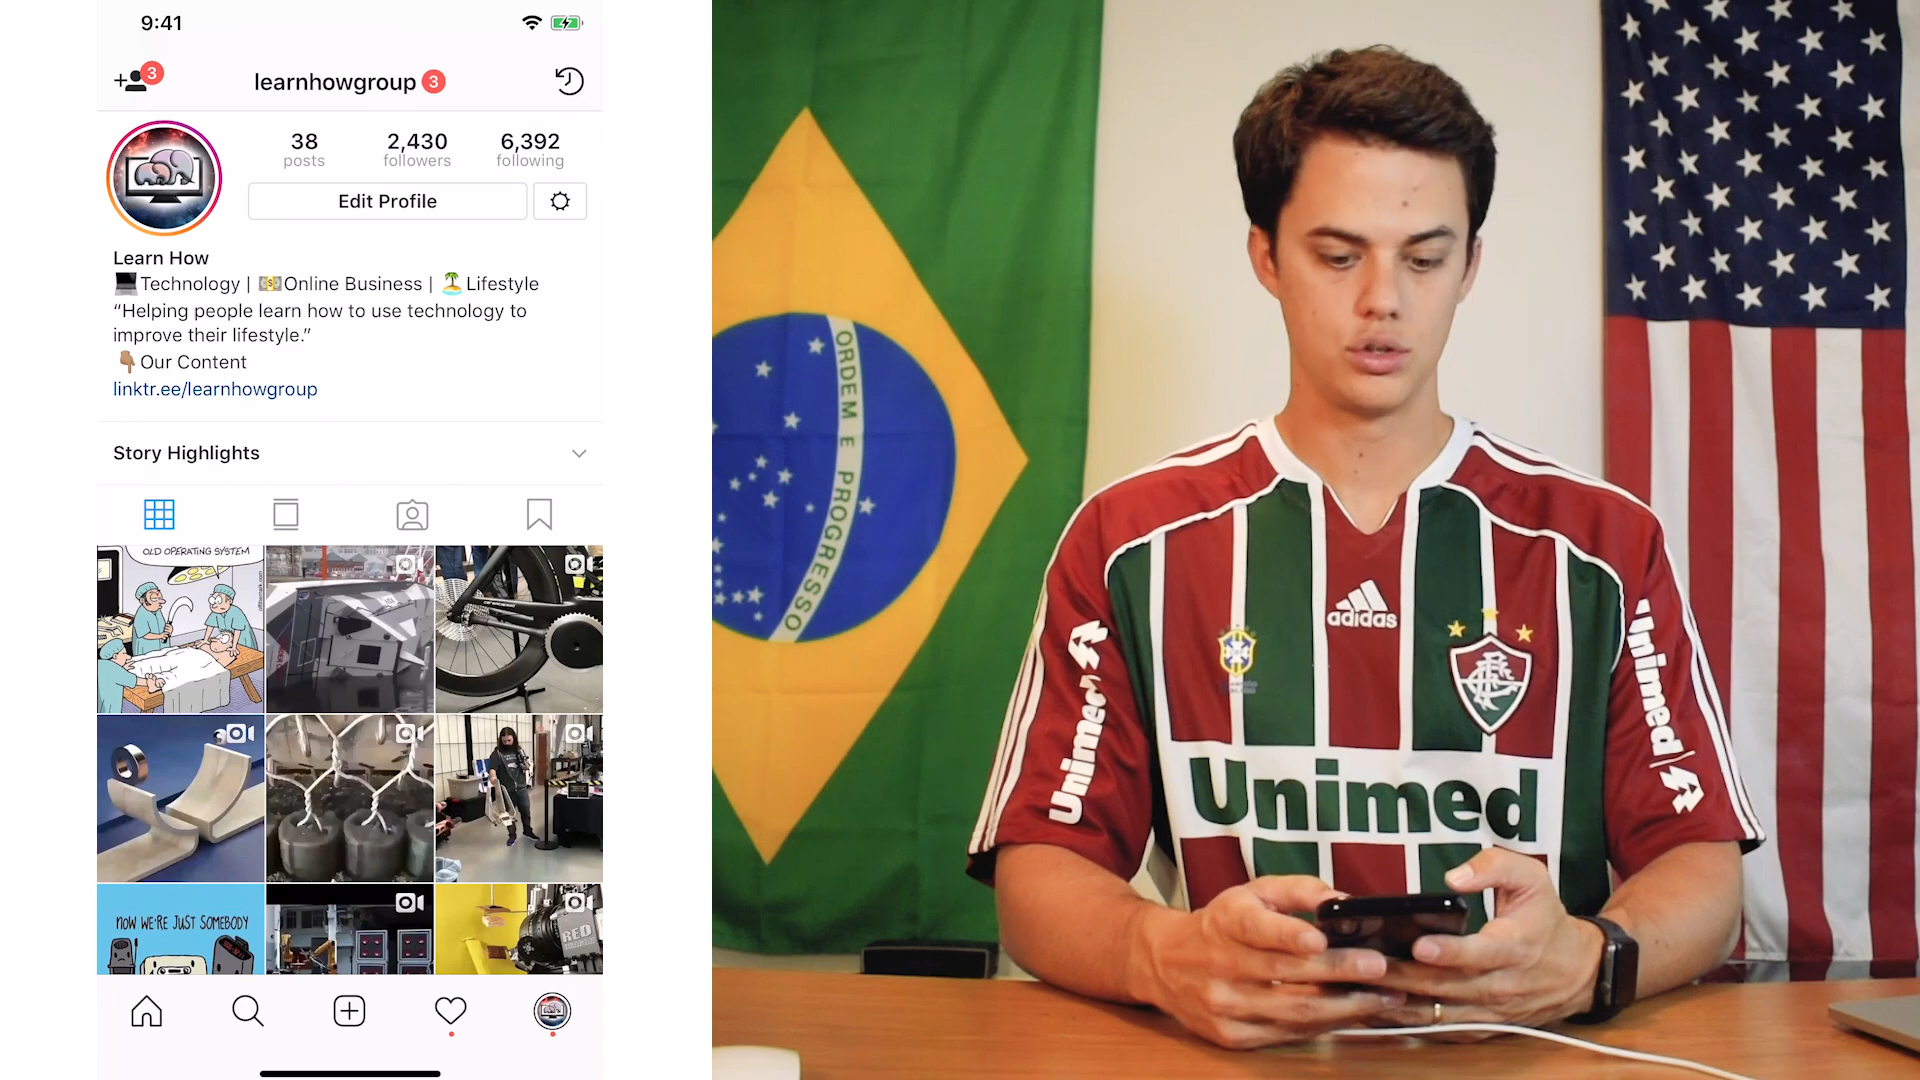 9:41
3
learnhowgroup 3
38
posts
2,430
followers
6,392
following
Edit Profile
Learn How
Technology | Online Business | Lifestyle
“Helping people learn how to use technology to
improve their lifestyle.”
Our Content
linktr.ee/learnhowgroup
Story Highlights
OLD OPERATING SYSTEM
NOW WE'RE JUST SOMEBODY
RED
ORDEM E PROGRESSO
adidas
Unimed
Unimed
Unimed